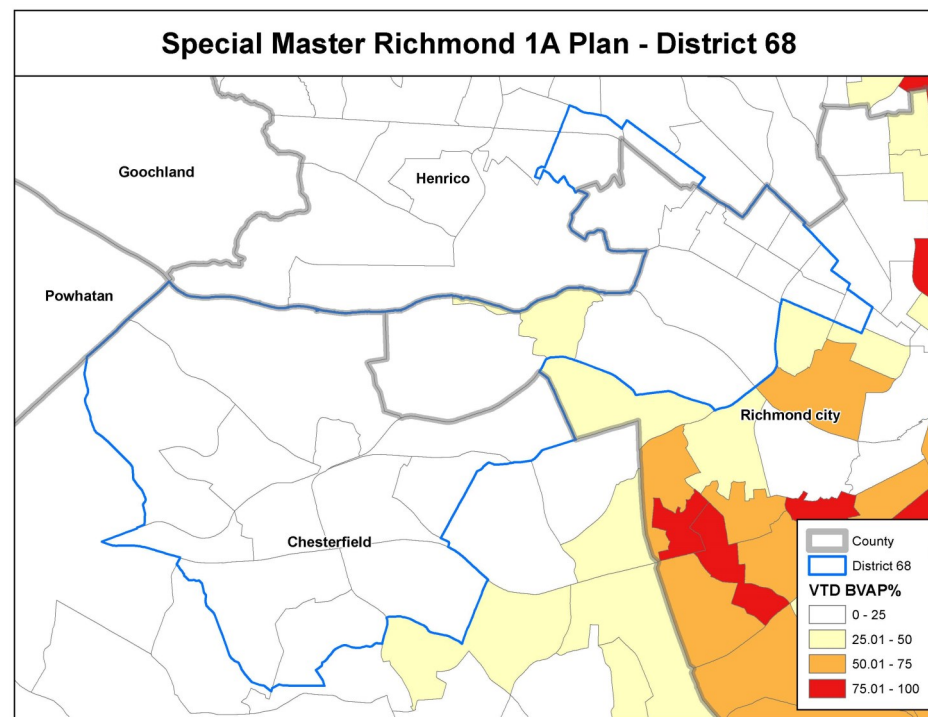 Special Master Richmond 1A Plan - District 68
Goochland
Henrico
Powhatan
Richmond city
Chesterfield
County
District 68
VTD BVAP%
0 - 25
25.01 - 50
50.01 - 75
75.01 - 100